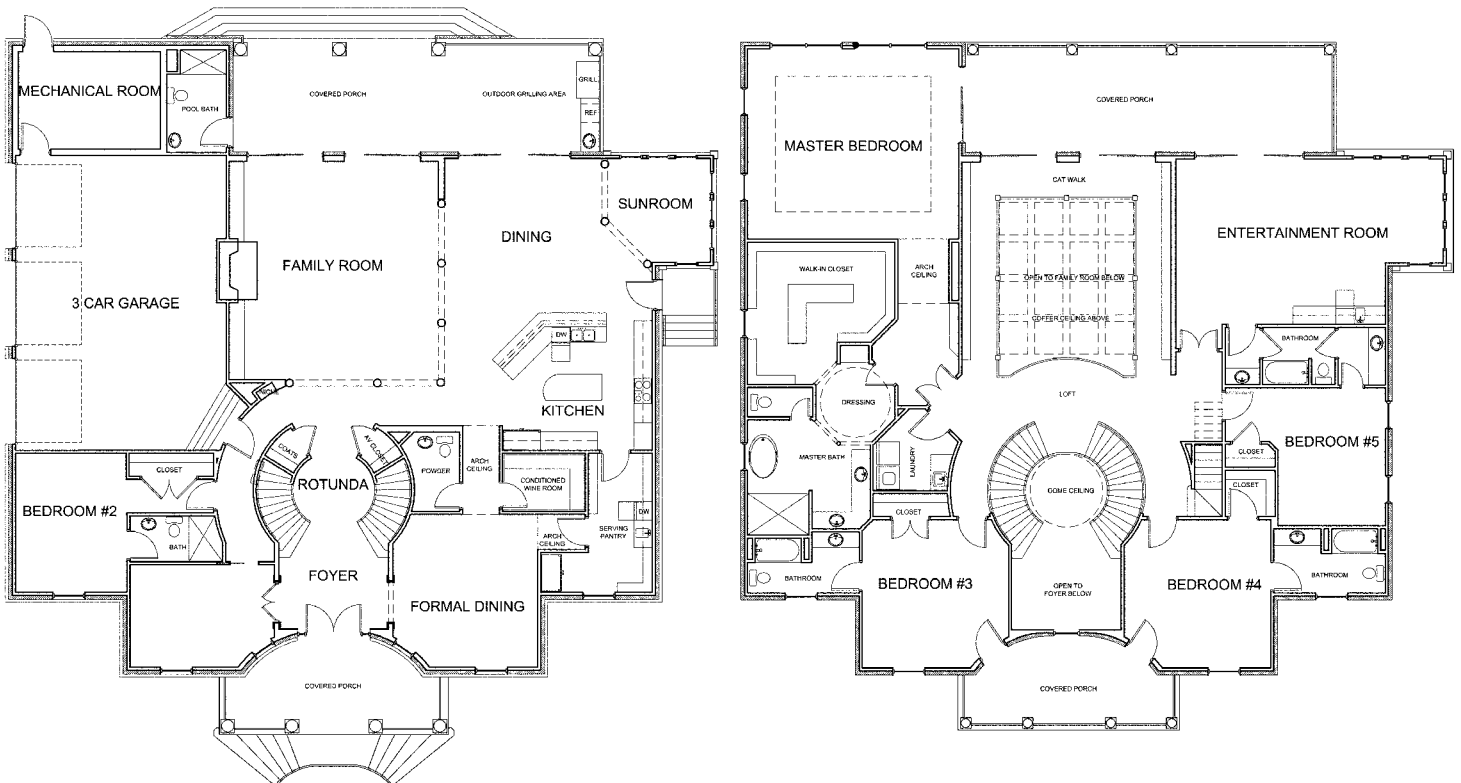 MECHANICAL ROOM
POOL BATH
COVERED PORCH
OUTDOOR GRILLING AREA
GRILL
REF
SUNROOM
DINING
FAMILY ROOM
3 CAR GARAGE
DW
KITCHEN
COATS
AV CLOSET
POWDER
ARCH
CEILING
CLOSET
ROTUNDA
CONDITIONED
WINE ROOM
BEDROOM #2
BATH
DW
SERVING
PANTRY
ARCH
CEILING
FOYER
FORMAL DINING
COVERED PORCH
COVERED PORCH
MASTER BEDROOM
CAT WALK
ENTERTAINMENT ROOM
WALK-IN CLOSET
ARCH
CEILING
OPEN TO FAMILY ROOM BELOW
COFFER CEILING ABOVE
BATHROOM
DRESSING
LOFT
BEDROOM #5
CLOSET
MASTER BATH
LAUNDRY
DOME CEILING
CLOSET
CLOSET
BATHROOM
BEDROOM #3
OPEN TO
FOYER BELOW
BEDROOM #4
BATHROOM
COVERED PORCH